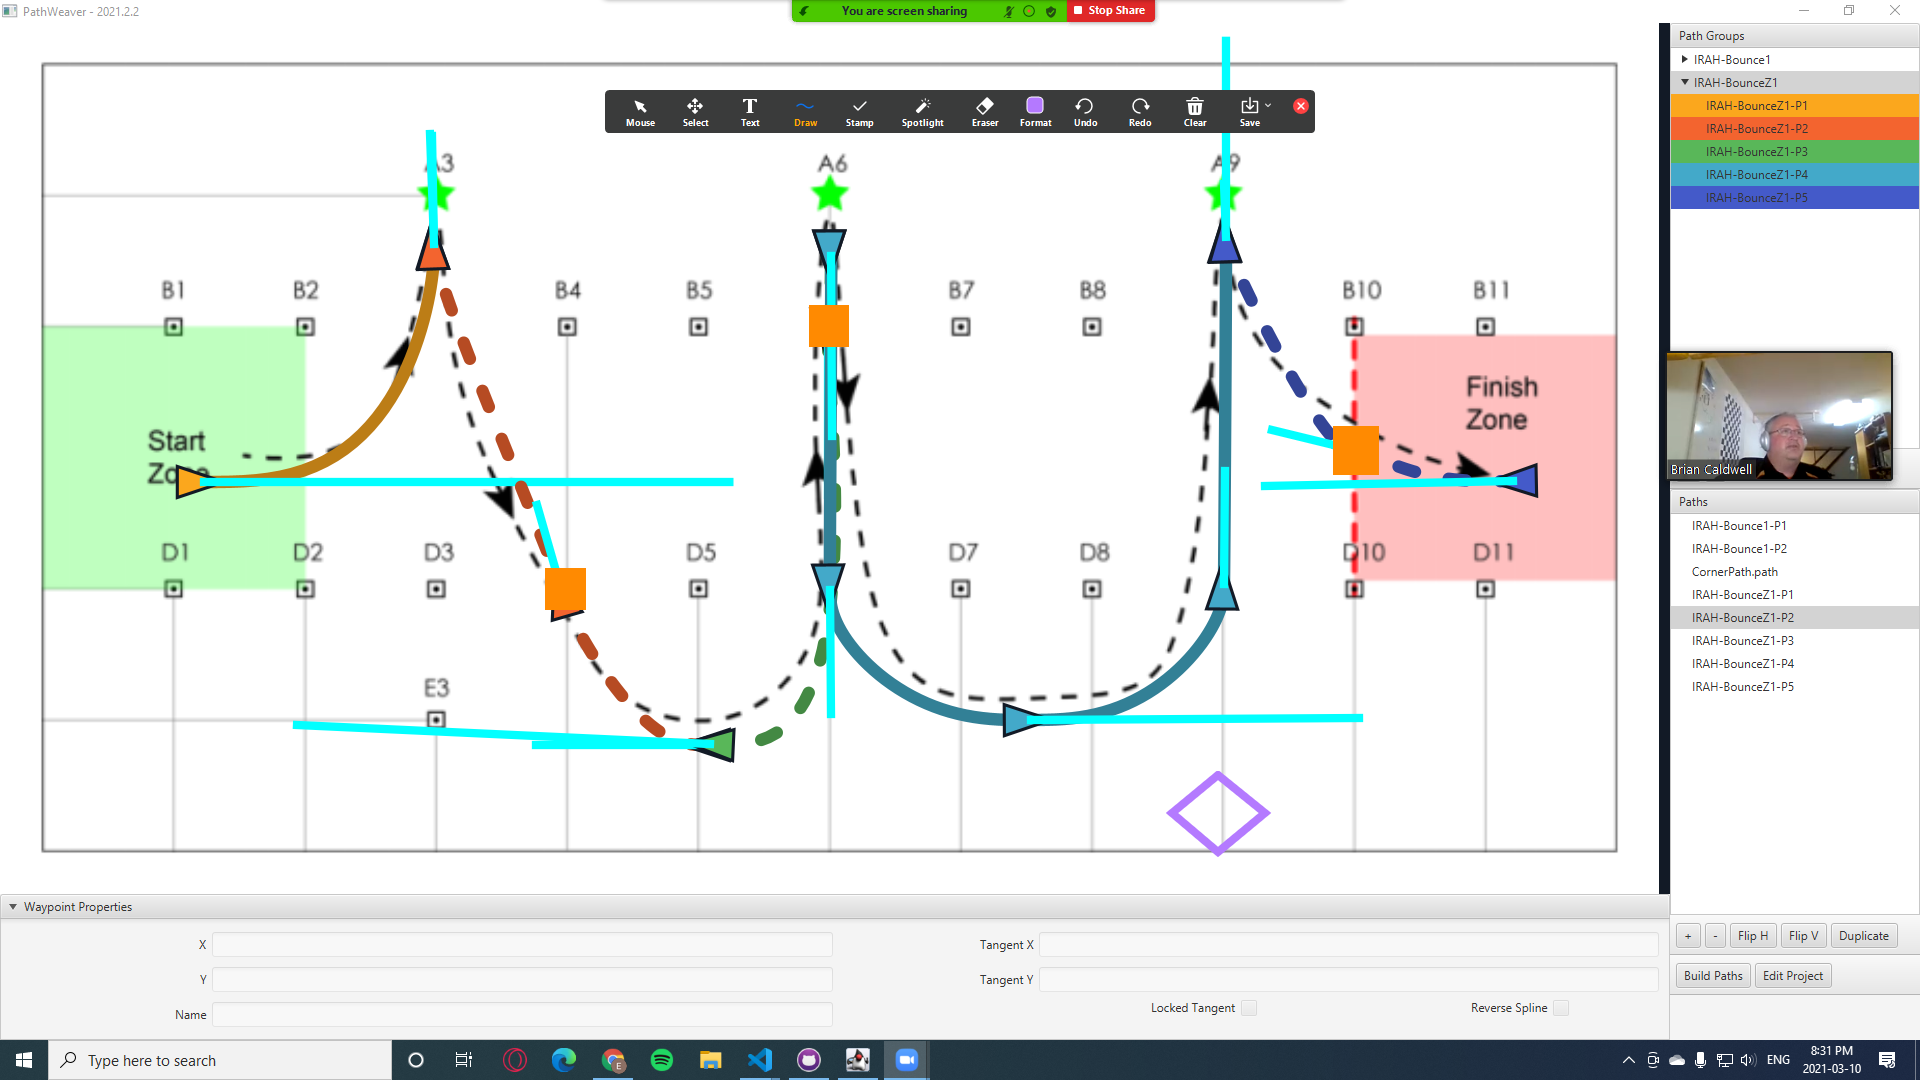 PathWeaver - 2021.2.2
You are screen sharing
Stop Share
Mouse
Select
Text
Draw
Stamp
Spotlight
Eraser
Format
Undo
Redo
Clear
Save
A6
A9
B1
B2
B4
B5
B7
B8
B10
B11
Start
Zone
Finish
Zone
D1
D2
D3
D5
D7
D8
D10
D11
E3
Path Groups
IRAH-Bounce1
IRAH-BounceZ1
IRAH-BounceZ1-P1
IRAH-BounceZ1-P2
IRAH-BounceZ1-P3
IRAH-BounceZ1-P4
IRAH-BounceZ1-P5
Brian Caldwell
Paths
IRAH-Bounce1-P1
IRAH-Bounce1-P2
CornerPath.path
IRAH-BounceZ1-P1
IRAH-BounceZ1-P2
IRAH-BounceZ1-P3
IRAH-BounceZ1-P4
IRAH-BounceZ1-P5
+ - Flip H Flip V Duplicate
Build Paths Edit Project
Waypoint Properties
X
Tangent X
Y
Tangent Y
Name
Locked Tangent
Reverse Spline
Type here to search
ENG
8:31 PM
2021-03-10